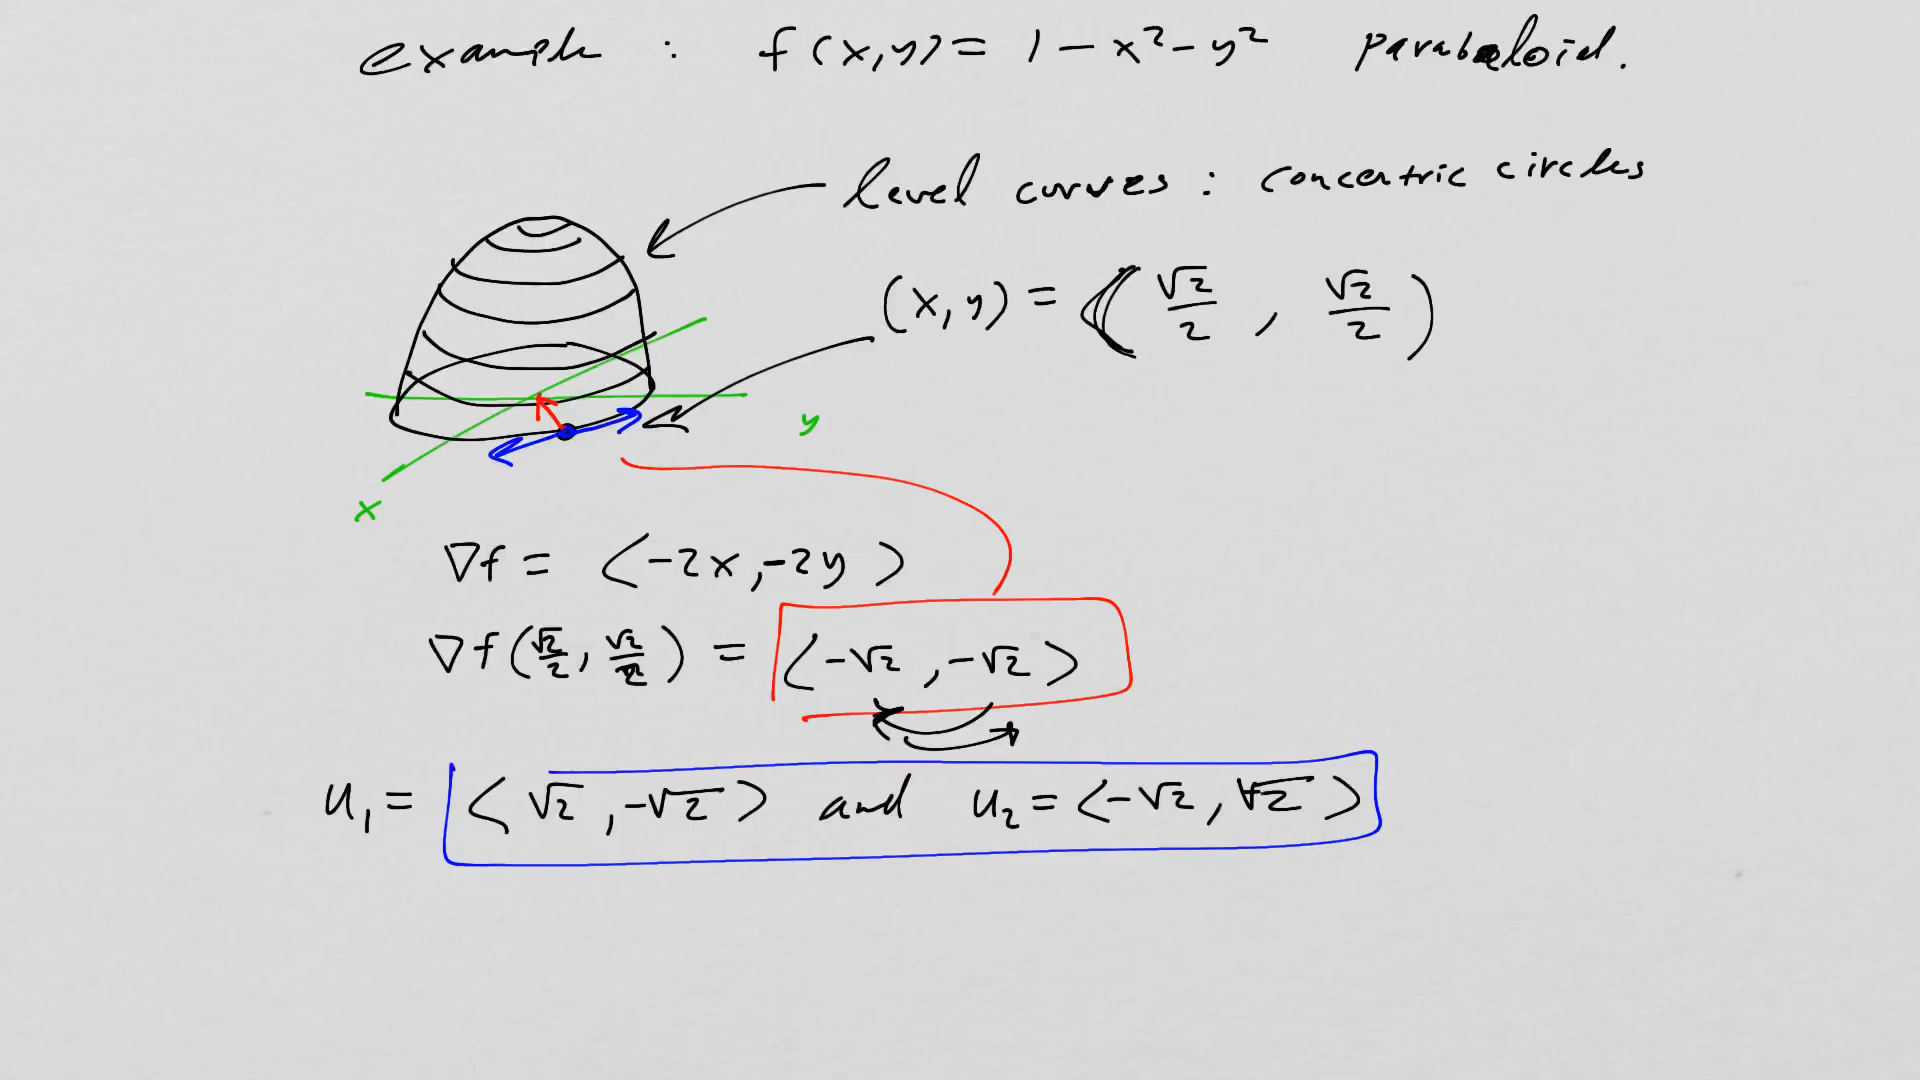 example : f(x,y) = 1 - x² - y² paraboloid.
level curves : concentric circles
(x,y) = (√2/2, √2/2)
y
x
∇f = ⟨-2x, -2y⟩
∇f(√2/2, √2/2) = ⟨-√2, -√2⟩
u₁ = ⟨√2, -√2⟩ and u₂ = ⟨-√2, √2⟩